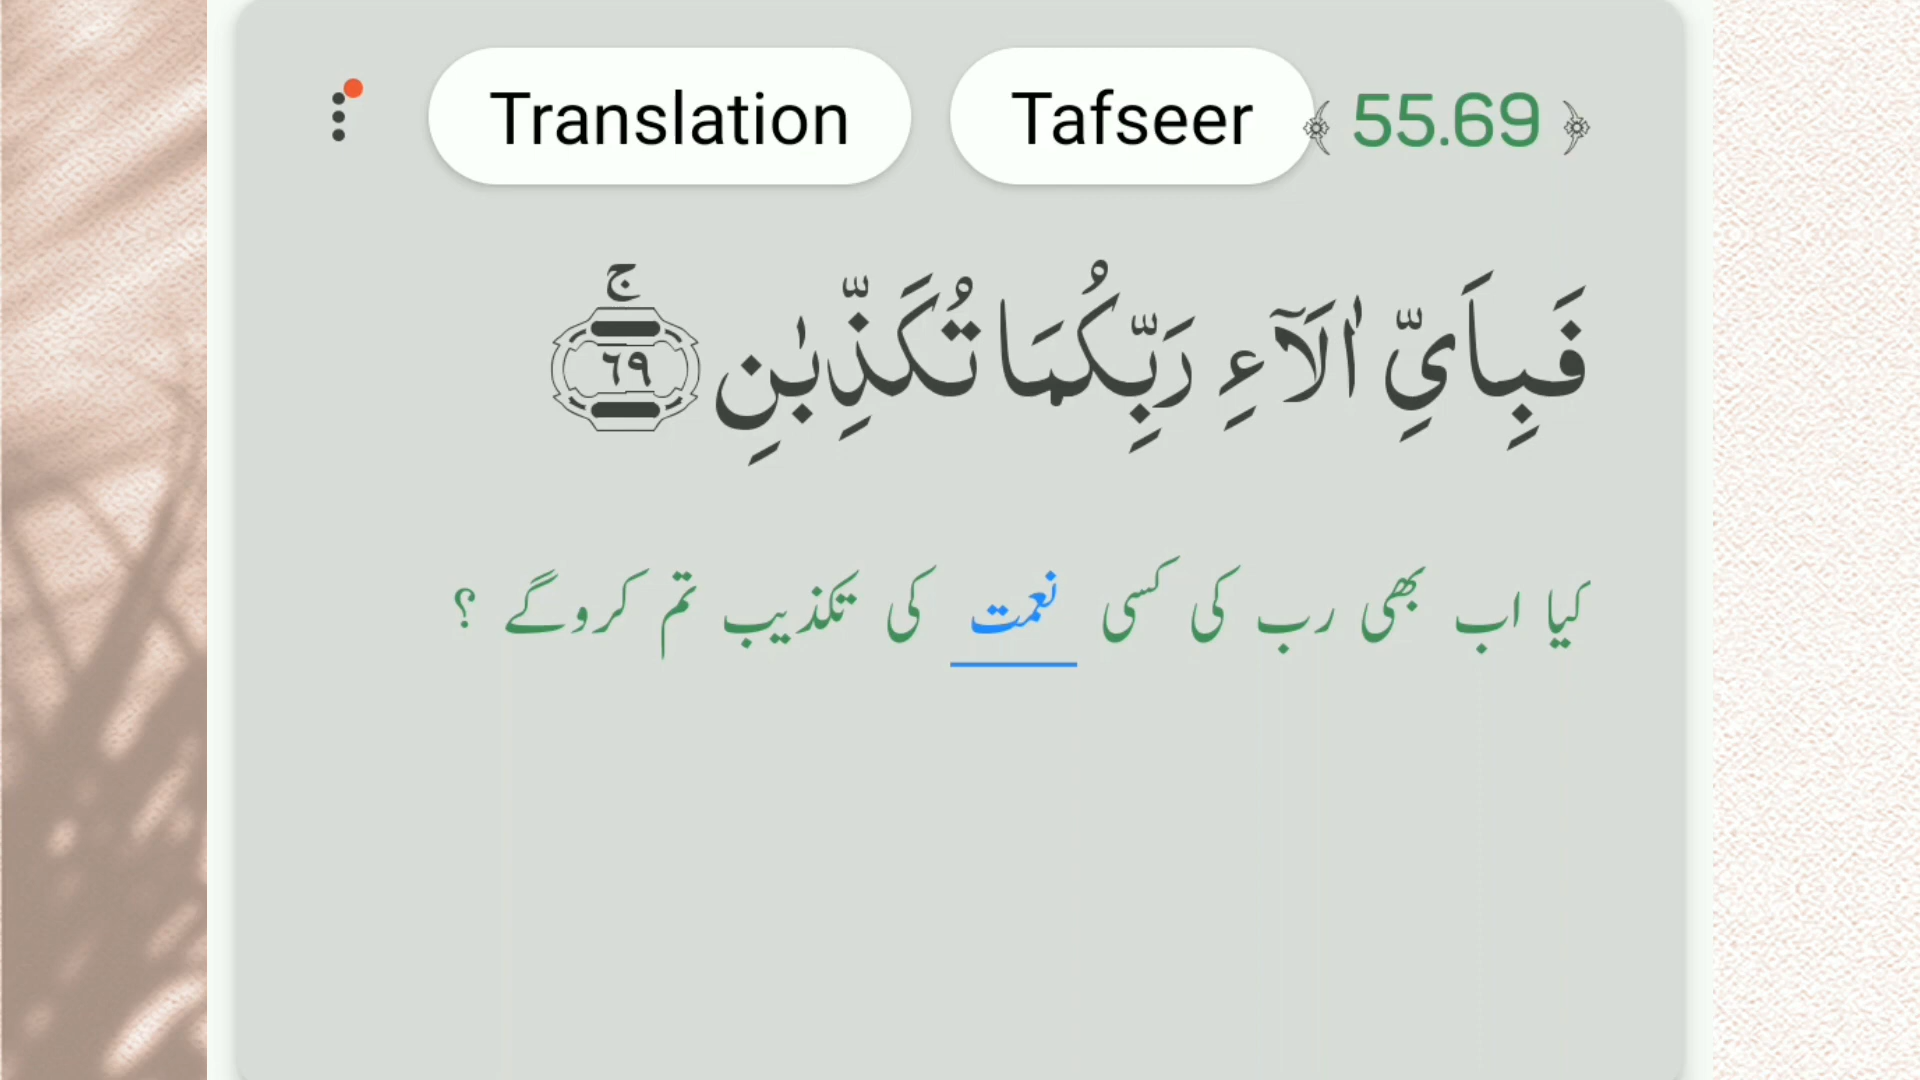 Translation Tafseer ﴾ 55.69 ﴿
فَبِاَیِّ اٰلَآءِ رَبِّكُمَا تُكَذِّبٰنِ ۚ ٦٩
کیا اب بھی رب کی کسی نعمت کی تکذیب تم کروگے ؟